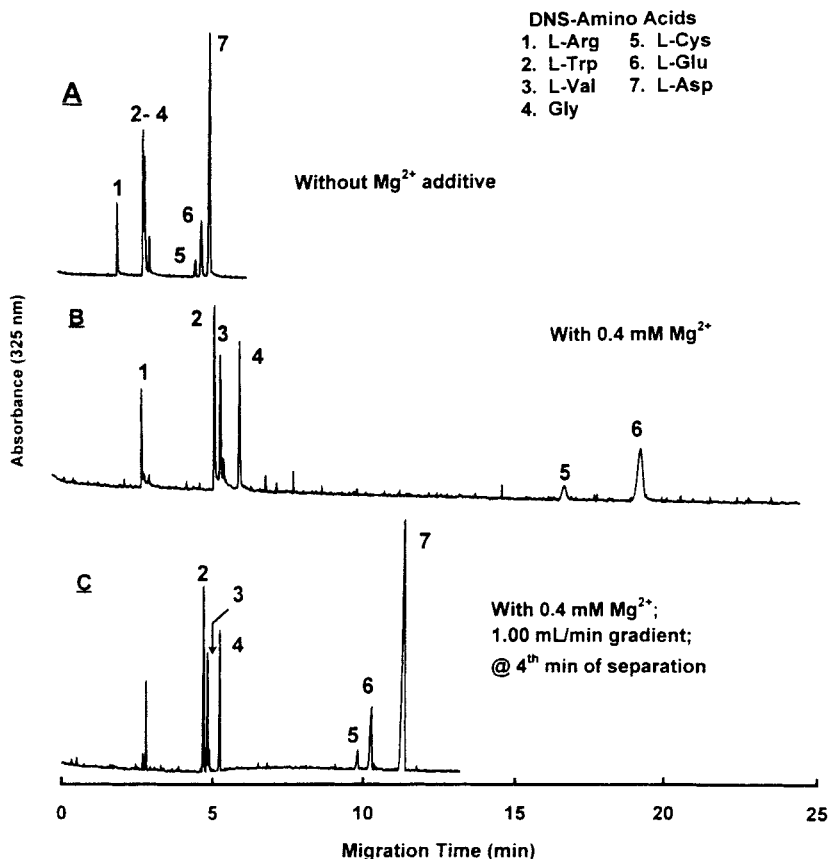 DNS-Amino Acids
1. L-Arg 5. L-Cys
2. L-Trp 6. L-Glu
3. L-Val 7. L-Asp
4. Gly
A
1
2- 4
5
6
7
Without Mg²⁺ additive
B
1
2
3
4
5
6
With 0.4 mM Mg²⁺
C
2
3
4
5
6
7
With 0.4 mM Mg²⁺;
1.00 mL/min gradient;
@ 4ᵗʰ min of separation
Absorbance (325 nm)
0 5 10 15 20 25
Migration Time (min)